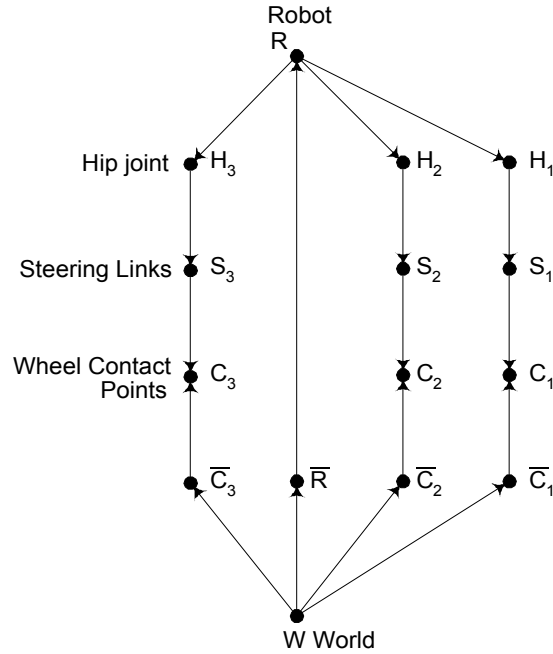 Robot
R
Hip joint H₃ H₂ H₁
Steering Links S₃ S₂ S₁
Wheel Contact
Points
C₃ C₂ C₁
C̅₃ R̅ C̅₂ C̅₁
W World